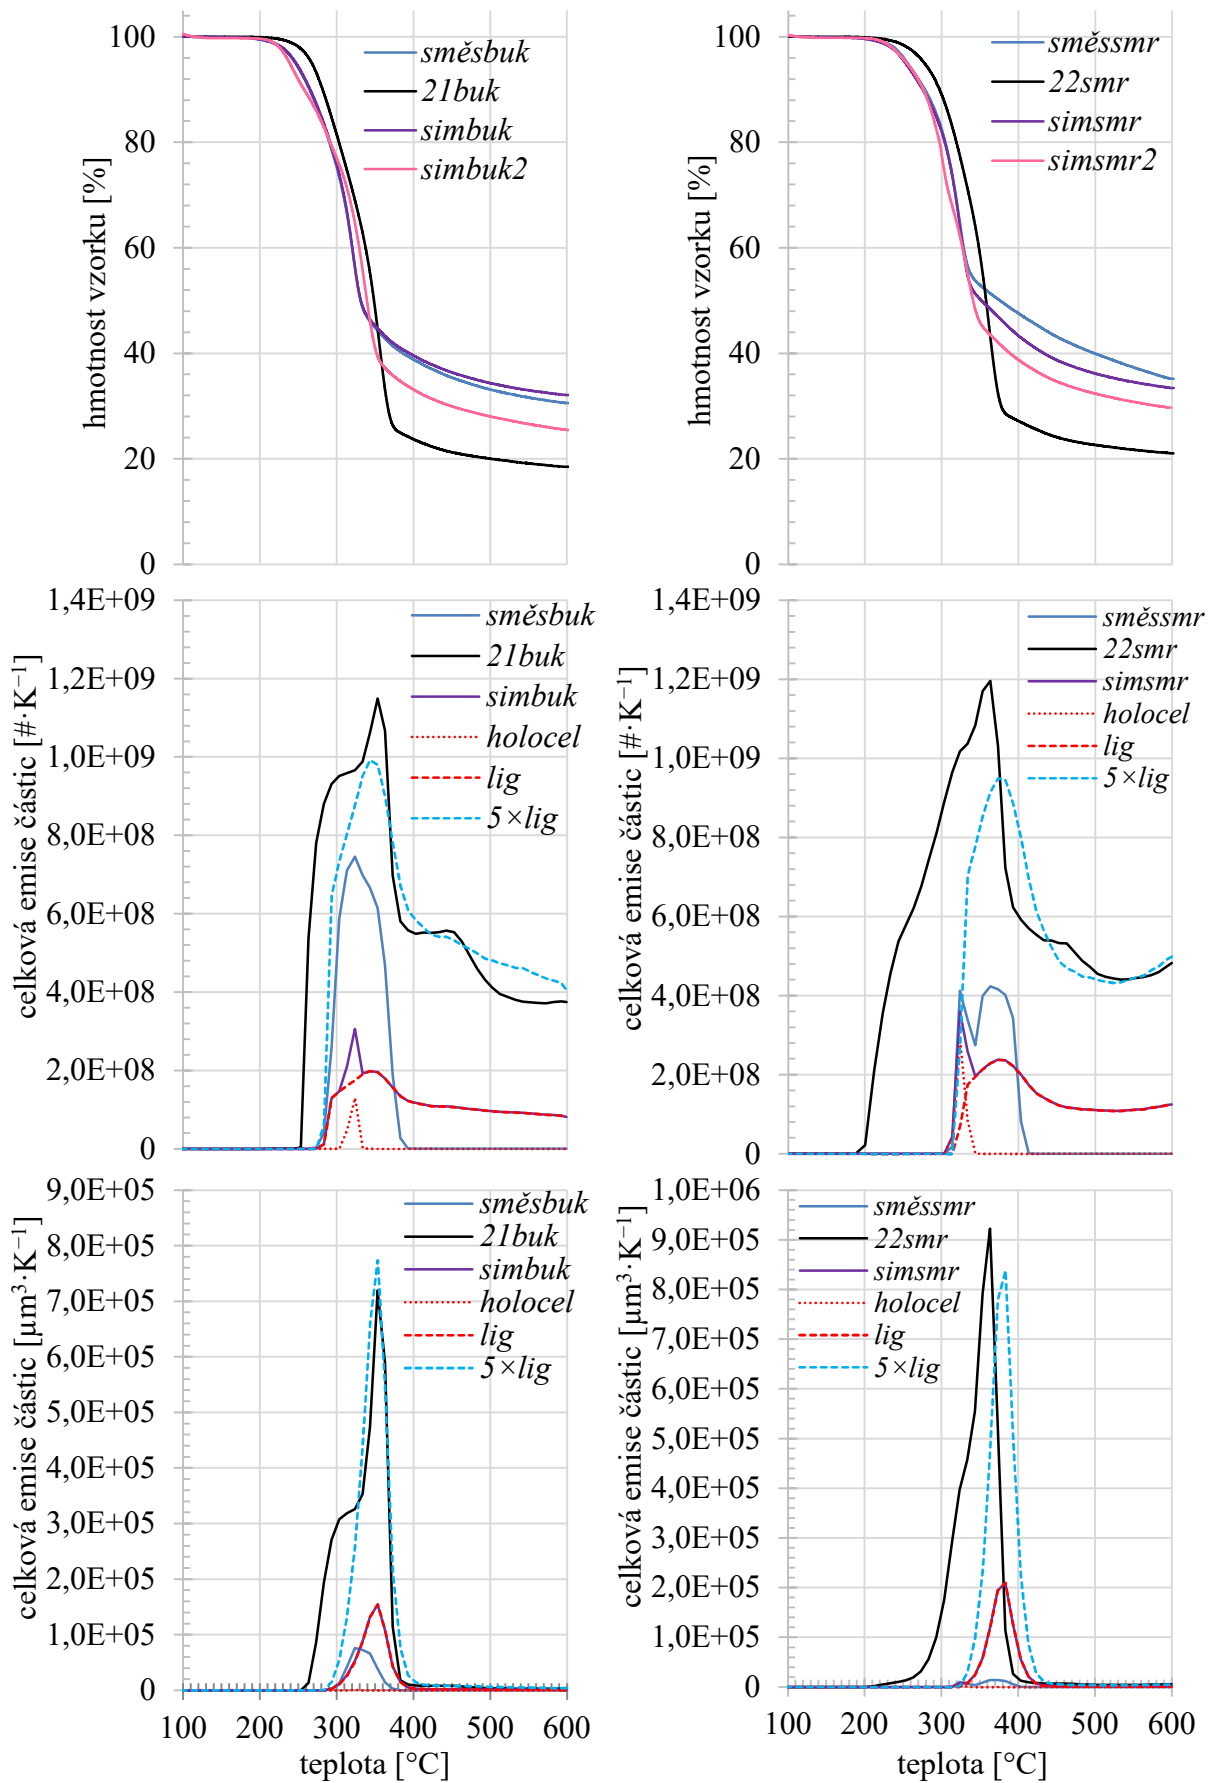 hmotnost vzorku [%]
100
80
60
40
20
0
směsbuk
21buk
simbuk
simbuk2
hmotnost vzorku [%]
100
80
60
40
20
0
směssmr
22smr
simsmr
simsmr2
celková emise částic [#·K⁻¹]
1,4E+09
1,2E+09
1,0E+09
8,0E+08
6,0E+08
4,0E+08
2,0E+08
0
směsbuk
21buk
simbuk
holocel
lig
5×lig
celková emise částic [#·K⁻¹]
1,4E+09
1,2E+09
1,0E+09
8,0E+08
6,0E+08
4,0E+08
2,0E+08
0
směssmr
22smr
simsmr
holocel
lig
5×lig
celková emise částic [µm³·K⁻¹]
9,0E+05
8,0E+05
7,0E+05
6,0E+05
5,0E+05
4,0E+05
3,0E+05
2,0E+05
1,0E+05
0
směsbuk
21buk
simbuk
holocel
lig
5×lig
100 200 300 400 500 600
teplota [°C]
celková emise částic [µm³·K⁻¹]
1,0E+06
9,0E+05
8,0E+05
7,0E+05
6,0E+05
5,0E+05
4,0E+05
3,0E+05
2,0E+05
1,0E+05
0
směssmr
22smr
simsmr
holocel
lig
5×lig
100 200 300 400 500 600
teplota [°C]